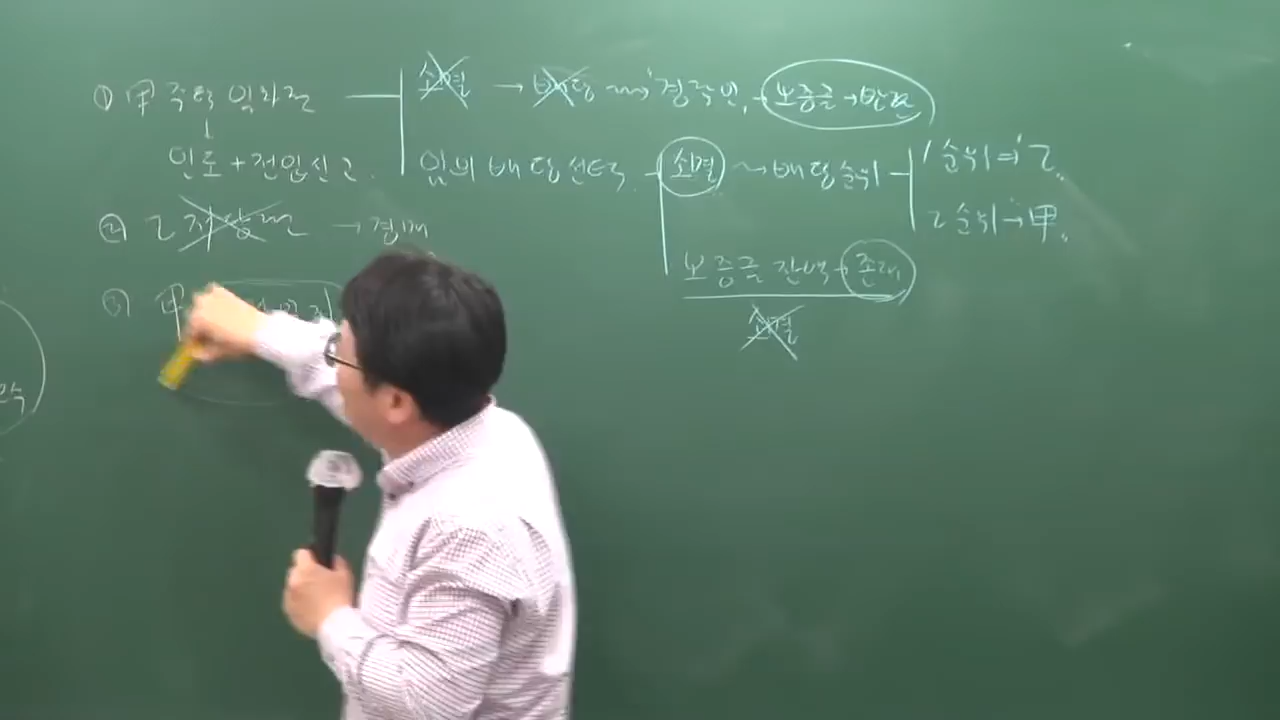 ① 甲 주택 임차권 소멸 → 배당 경락인, 보증금 → 반환
인도 + 전입신고. 임의 배당 선택 소멸 배당순위 1순위 ⇒ 乙
② 乙 저당권 → 경매 2순위 → 甲
보증금 잔액 존재.
③ 甲 소멸